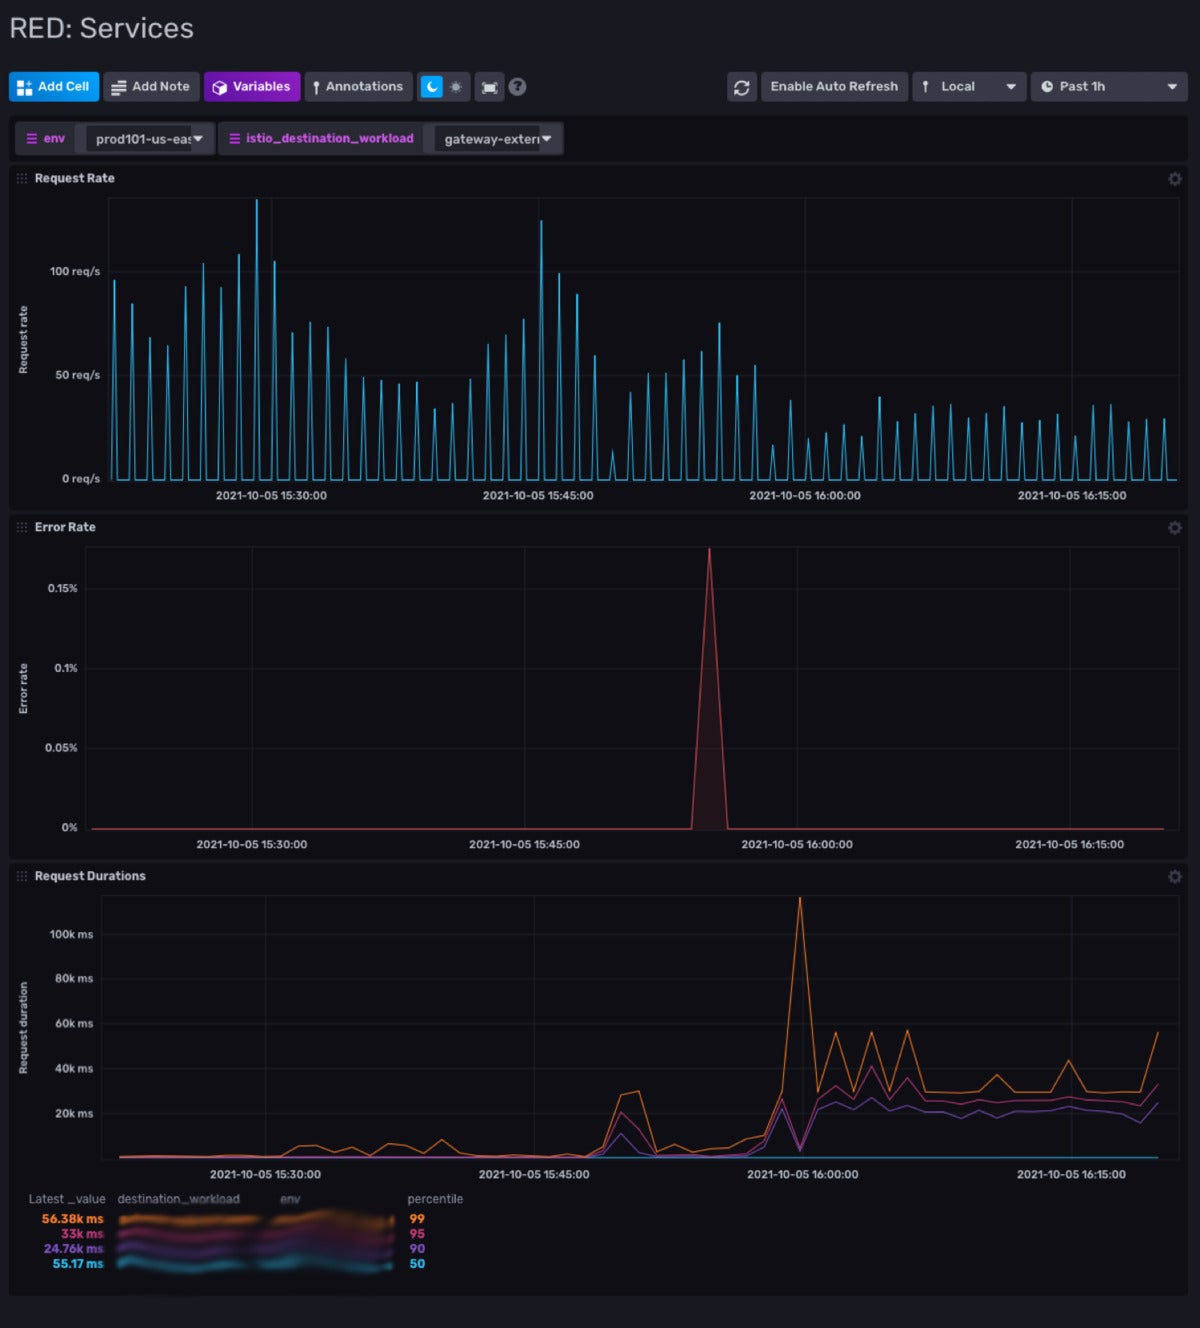 RED: Services
Add Cell Add Note Variables Annotations ? Enable Auto Refresh Local Past 1h
env prod101-us-eas istio_destination_workload gateway-extern
Request Rate
Request rate
100 req/s
50 req/s
0 req/s
2021-10-05 15:30:00 2021-10-05 15:45:00 2021-10-05 16:00:00 2021-10-05 16:15:00
Error Rate
Error rate
0.15%
0.1%
0.05%
0%
2021-10-05 15:30:00 2021-10-05 15:45:00 2021-10-05 16:00:00 2021-10-05 16:15:00
Request Durations
Request duration
100k ms
80k ms
60k ms
40k ms
20k ms
2021-10-05 15:30:00 2021-10-05 15:45:00 2021-10-05 16:00:00 2021-10-05 16:15:00
Latest _value destination_workload env percentile
56.38k ms 99
33k ms 95
24.76k ms 90
55.17 ms 50